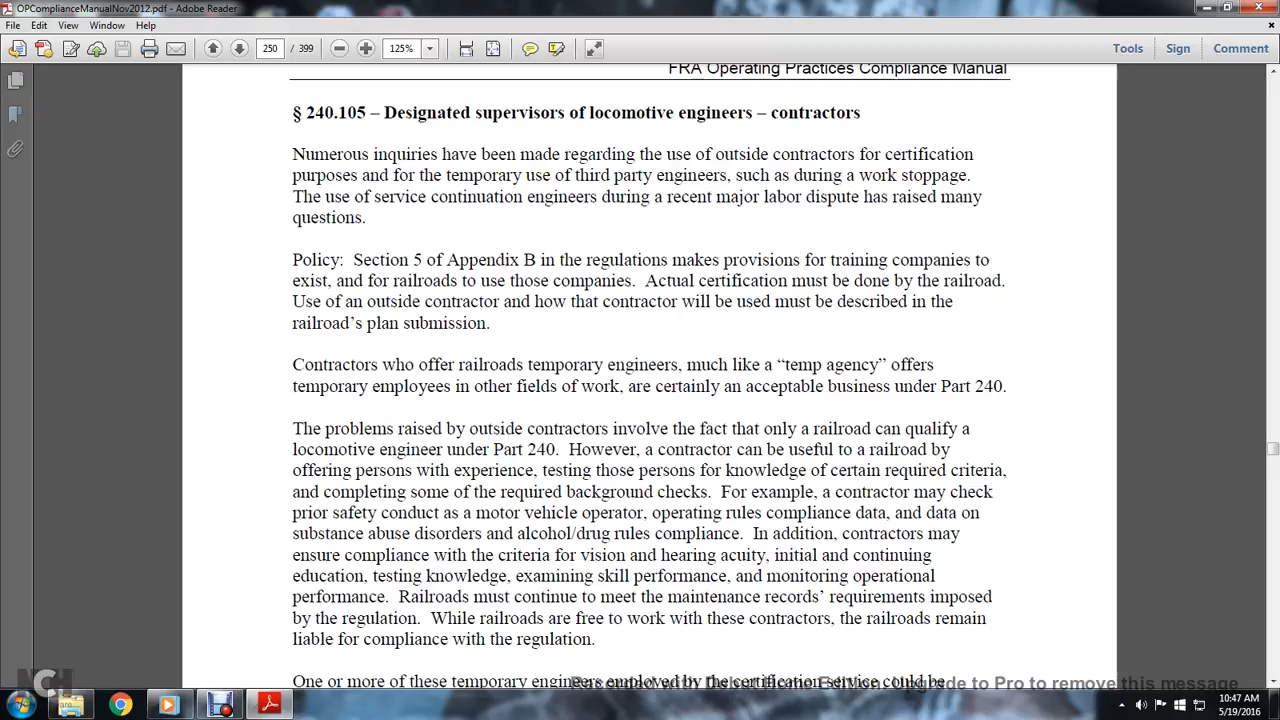 OPComplianceManualNov2012.pdf - Adobe Reader
File Edit View Window Help
250 / 399 125% Tools Sign Comment
FRA Operating Practices Compliance Manual
§ 240.105 – Designated supervisors of locomotive engineers – contractors
Numerous inquiries have been made regarding the use of outside contractors for certification
purposes and for the temporary use of third party engineers, such as during a work stoppage.
The use of service continuation engineers during a recent major labor dispute has raised many
questions.
Policy: Section 5 of Appendix B in the regulations makes provisions for training companies to
exist, and for railroads to use those companies. Actual certification must be done by the railroad.
Use of an outside contractor and how that contractor will be used must be described in the
railroad’s plan submission.
Contractors who offer railroads temporary engineers, much like a “temp agency” offers
temporary employees in other fields of work, are certainly an acceptable business under Part 240.
The problems raised by outside contractors involve the fact that only a railroad can qualify a
locomotive engineer under Part 240. However, a contractor can be useful to a railroad by
offering persons with experience, testing those persons for knowledge of certain required criteria,
and completing some of the required background checks. For example, a contractor may check
prior safety conduct as a motor vehicle operator, operating rules compliance data, and data on
substance abuse disorders and alcohol/drug rules compliance. In addition, contractors may
ensure compliance with the criteria for vision and hearing acuity, initial and continuing
education, testing knowledge, examining skill performance, and monitoring operational
performance. Railroads must continue to meet the maintenance records’ requirements imposed
by the regulation. While railroads are free to work with these contractors, the railroads remain
liable for compliance with the regulation.
One or more of these temporary engineers employed by the certification service could be
NCH
Upgrade to Pro to remove this message
10:47 AM
5/19/2016